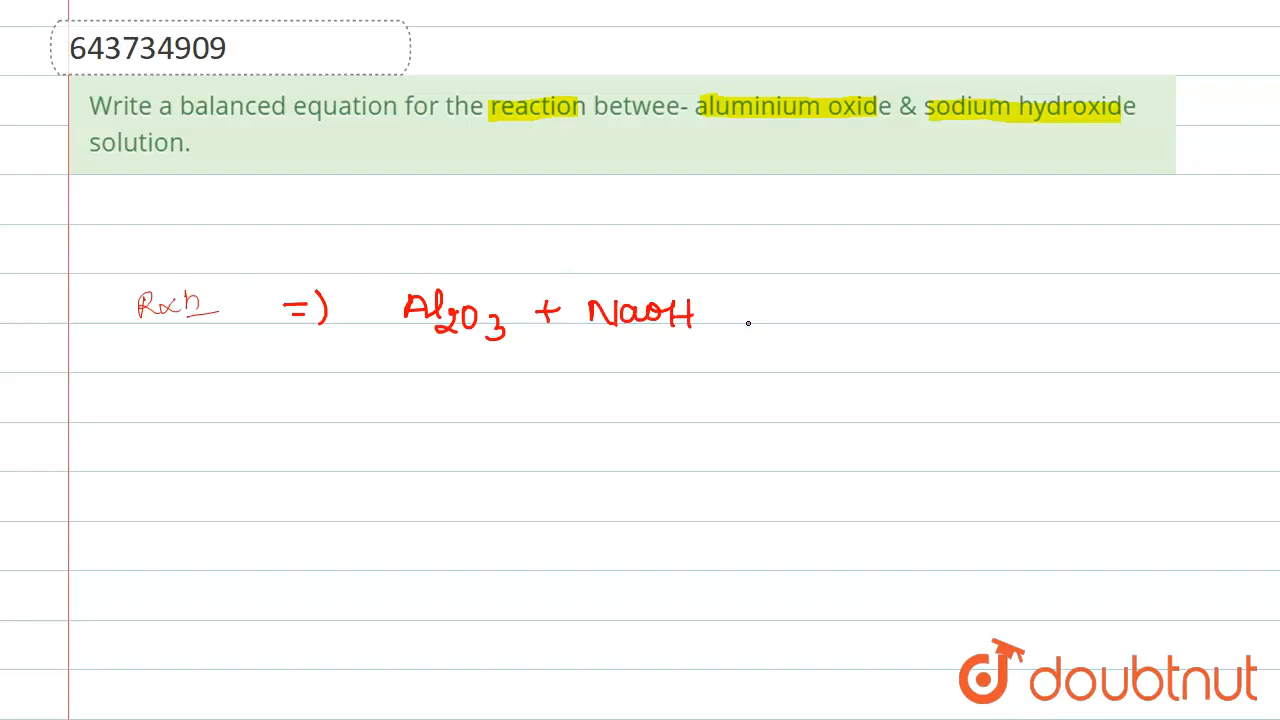 643734909
Write a balanced equation for the reaction betwee- aluminium oxide & sodium hydroxide
solution.
Rxn => Al2O3 + NaOH
doubtnut